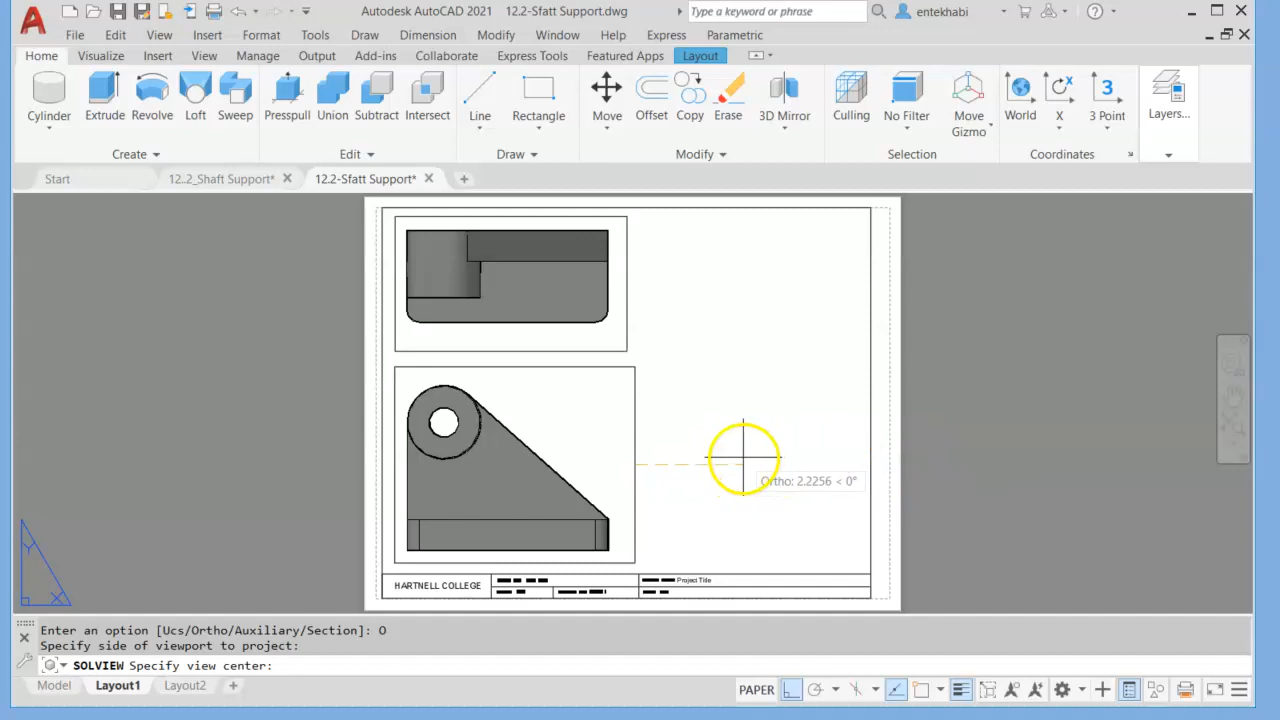 Autodesk AutoCAD 2021 12.2-Sfatt Support.dwg
Type a keyword or phrase
entekhabi
File Edit View Insert Format Tools Draw Dimension Modify Window Help Express Parametric
Home Visualize Insert View Manage Output Add-ins Collaborate Express Tools Featured Apps Layout
Cylinder Extrude Revolve Loft Sweep Presspull Union Subtract Intersect Line Rectangle Move Offset Copy Erase 3D Mirror Culling No Filter Move Gizmo World X 3 Point Layers...
Create Edit Draw Modify Selection Coordinates
Start 12..2_Shaft Support* 12.2-Sfatt Support*
Ortho: 2.2256 < 0°
HARTNELL COLLEGE
Project Title
Y
X
Enter an option [Ucs/Ortho/Auxiliary/Section]: O
Specify side of viewport to project:
SOLVIEW Specify view center:
Model Layout1 Layout2
PAPER